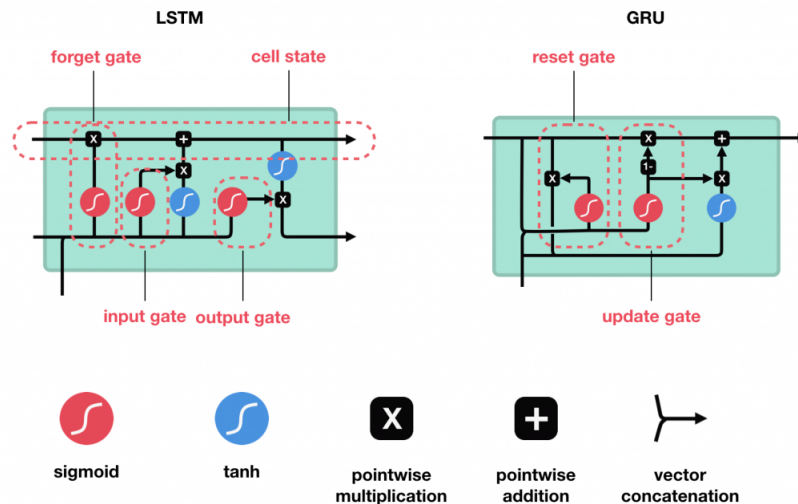 LSTM
GRU
forget gate
cell state
reset gate
x
+
x
x
x
x
+
1-
x
x
input gate
output gate
update gate
X
+
sigmoid
tanh
pointwise
multiplication
pointwise
addition
vector
concatenation